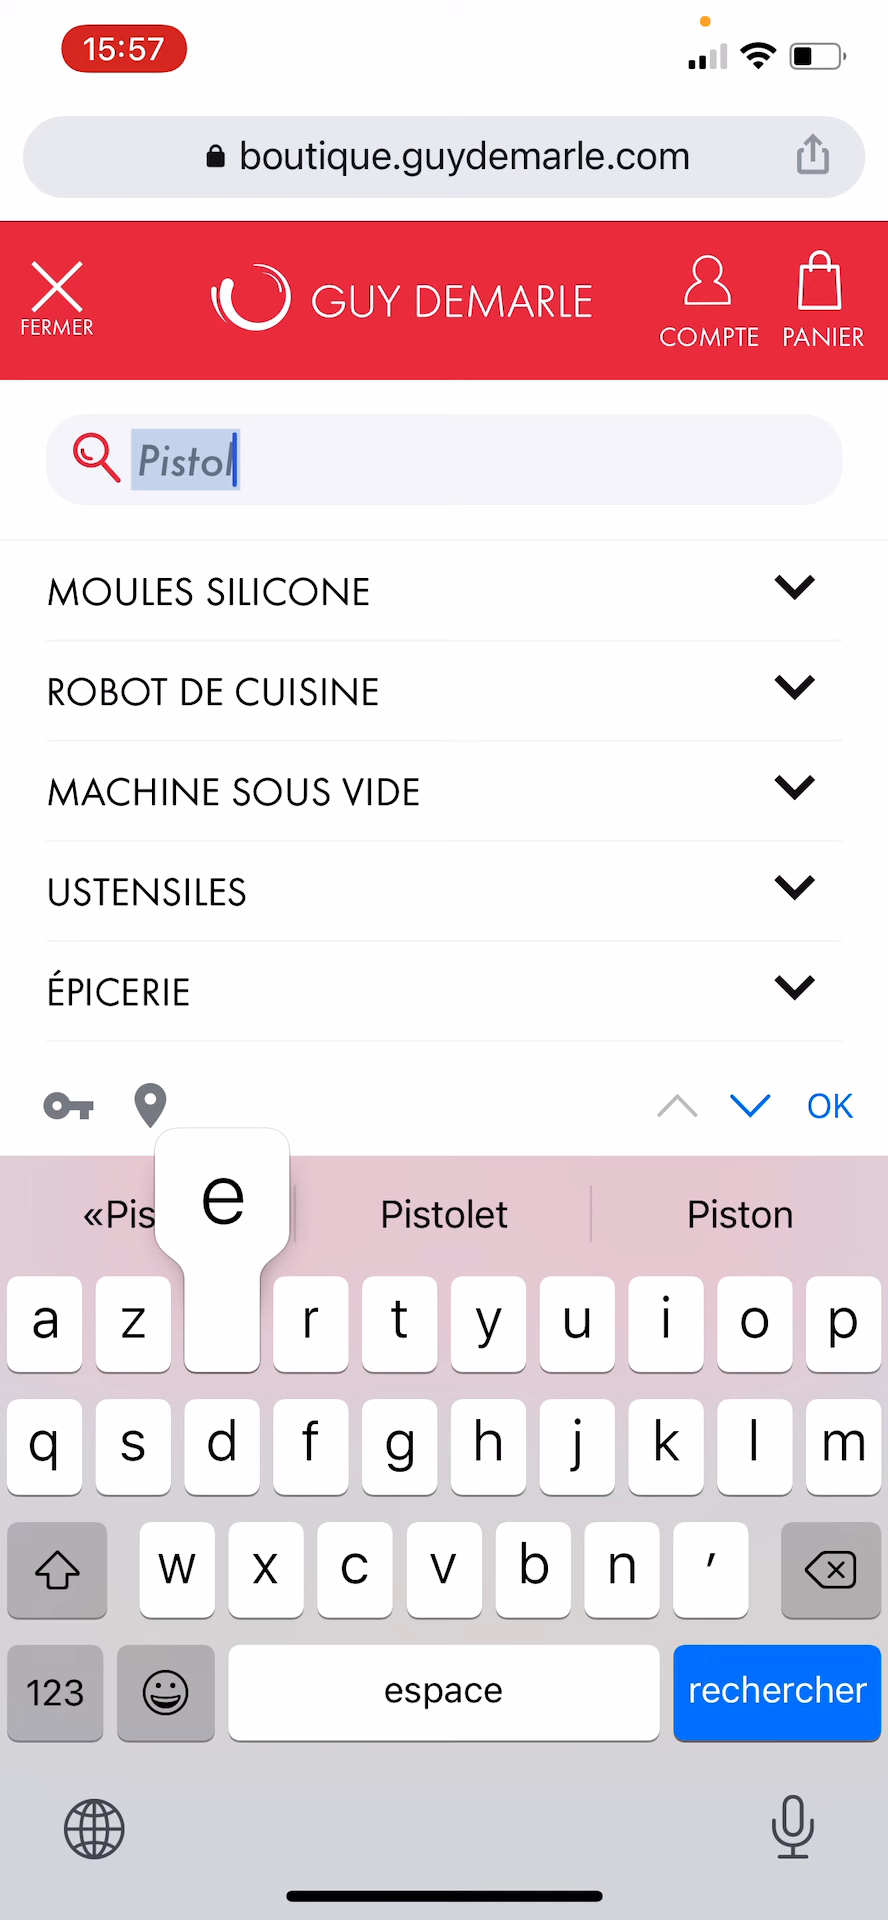 15:57
boutique.guydemarle.com
FERMER
GUY DEMARLE
COMPTE
PANIER
Pistol
MOULES SILICONE
ROBOT DE CUISINE
MACHINE SOUS VIDE
USTENSILES
ÉPICERIE
OK
«Pis
Pistolet
Piston
e
a z r t y u i o p
q s d f g h j k l m
w x c v b n ’
123
espace
rechercher